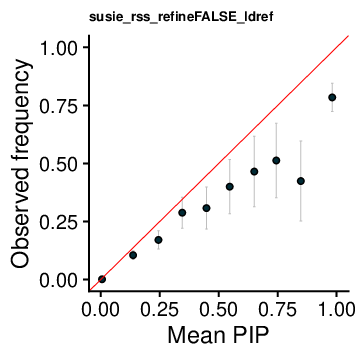 susie_rss_refineFALSE_ldref
Observed frequency
1.00
0.75
0.50
0.25
0.00
0.00 0.25 0.50 0.75 1.00
Mean PIP